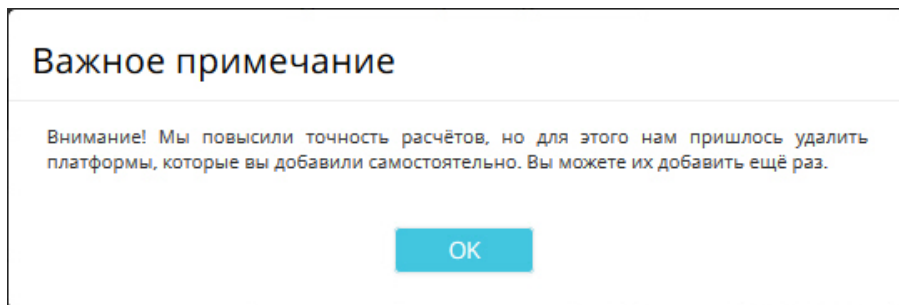 Важное примечание
Внимание! Мы повысили точность расчётов, но для этого нам пришлось удалить
платформы, которые вы добавили самостоятельно. Вы можете их добавить ещё раз.
OK